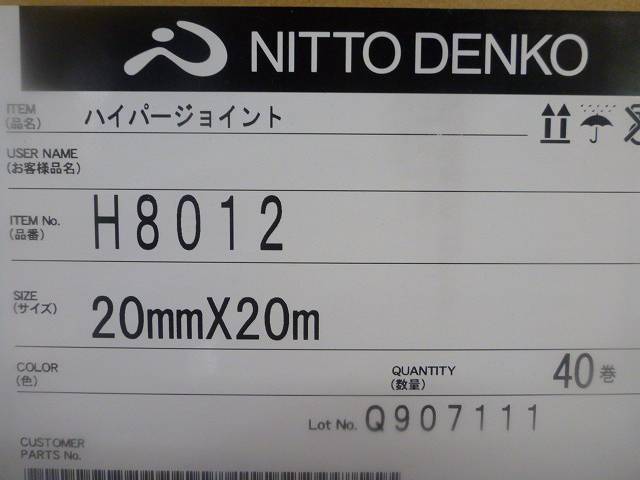 NITTO DENKO
ITEM ハイパージョイント
(品名)
USER NAME
(お客様品名)
ITEM No. H8012
(品番)
SIZE 20mmX20m
(サイズ)
COLOR QUANTITY 40巻
(色) (数量)
Lot No. Q907111
CUSTOMER
PARTS No.